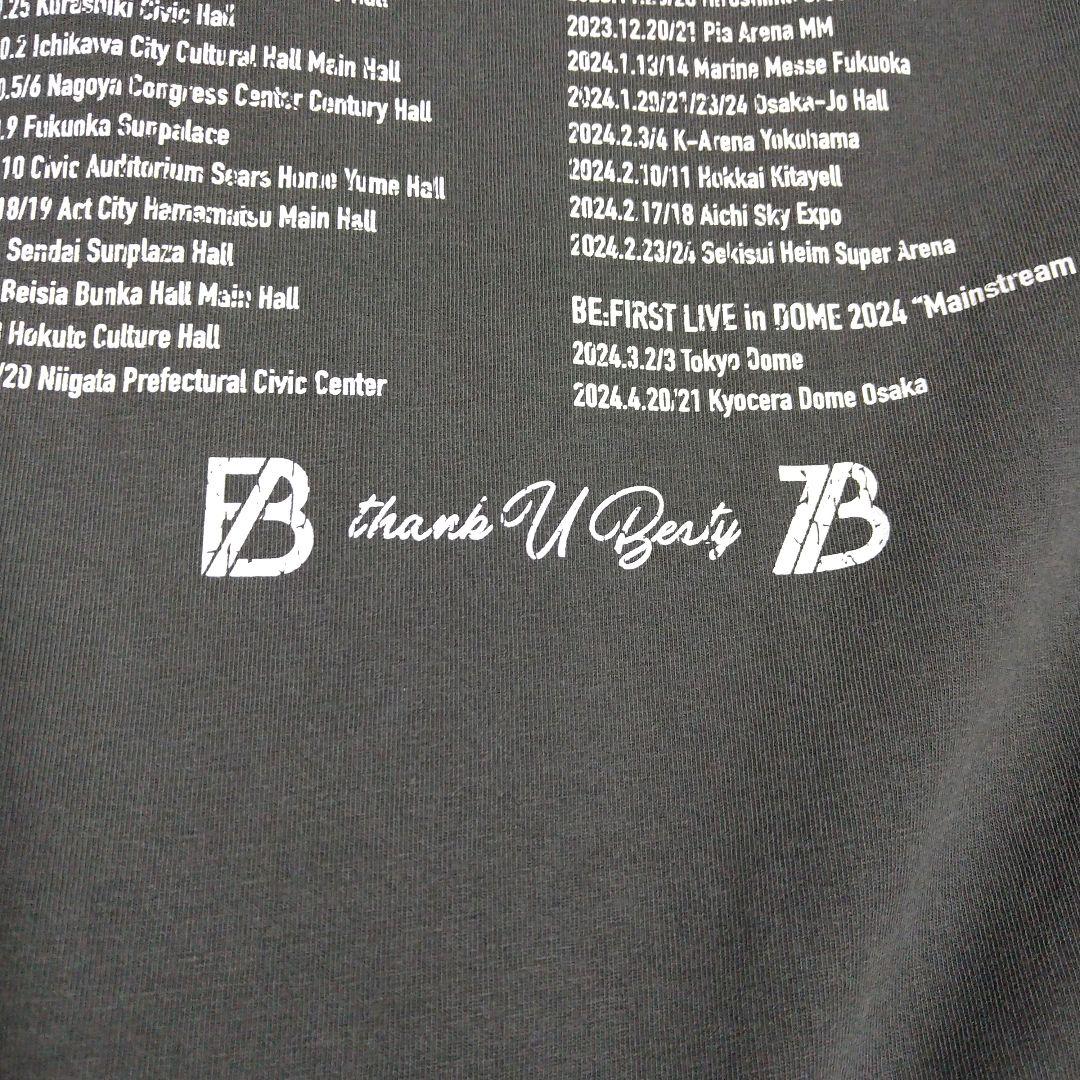 .25 Kurashiki Civic Hall
0.2 Ichikawa City Cultural Hall Main Hall
0.5/6 Nagoya Congress Center Century Hall
.9 Fukuoka Sunpalace
10 Civic Auditorium Sears Home Yume Hall
18/19 Art City Hamamatsu Main Hall
Sendai Sunplaza Hall
Beisia Bunka Hall Main Hall
Hokuto Culture Hall
/20 Niigata Prefectural Civic Center
2023.12.20/21 Pia Arena MM
2024.1.13/14 Marine Messe Fukuoka
2024.1.20/21/23/24 Osaka-Jo Hall
2024.2.3/4 K-Arena Yokohama
2024.2.10/11 Hokkai Kitayell
2024.2.17/18 Aichi Sky Expo
2024.2.23/24 Sekisui Heim Super Arena
BE:FIRST LIVE in DOME 2024 “Mainstream
2024.3.2/3 Tokyo Dome
2024.4.20/21 Kyocera Dome Osaka
thank U Besty